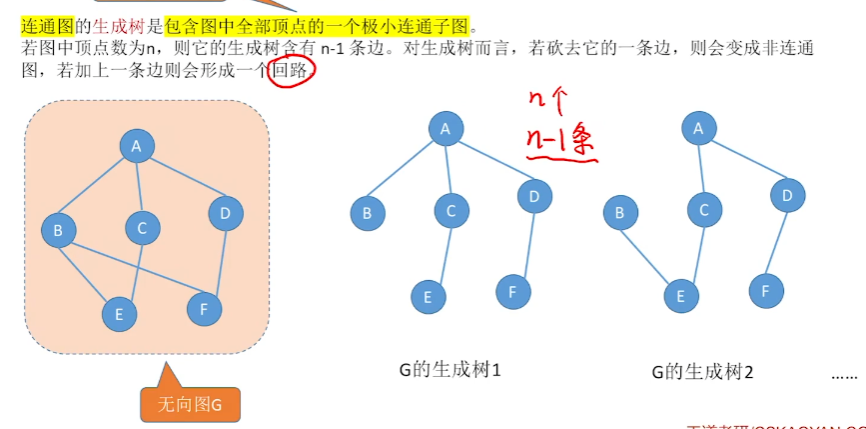 连通图的生成树是包含图中全部顶点的一个极小连通子图。
若图中顶点数为n，则它的生成树含有 n-1 条边。对生成树而言，若砍去它的一条边，则会变成非连通
图，若加上一条边则会形成一个回路。
n个
n-1条
A
B
C
D
E
F
无向图G
A
B
C
D
E
F
G的生成树1
A
B
C
D
E
F
G的生成树2
……